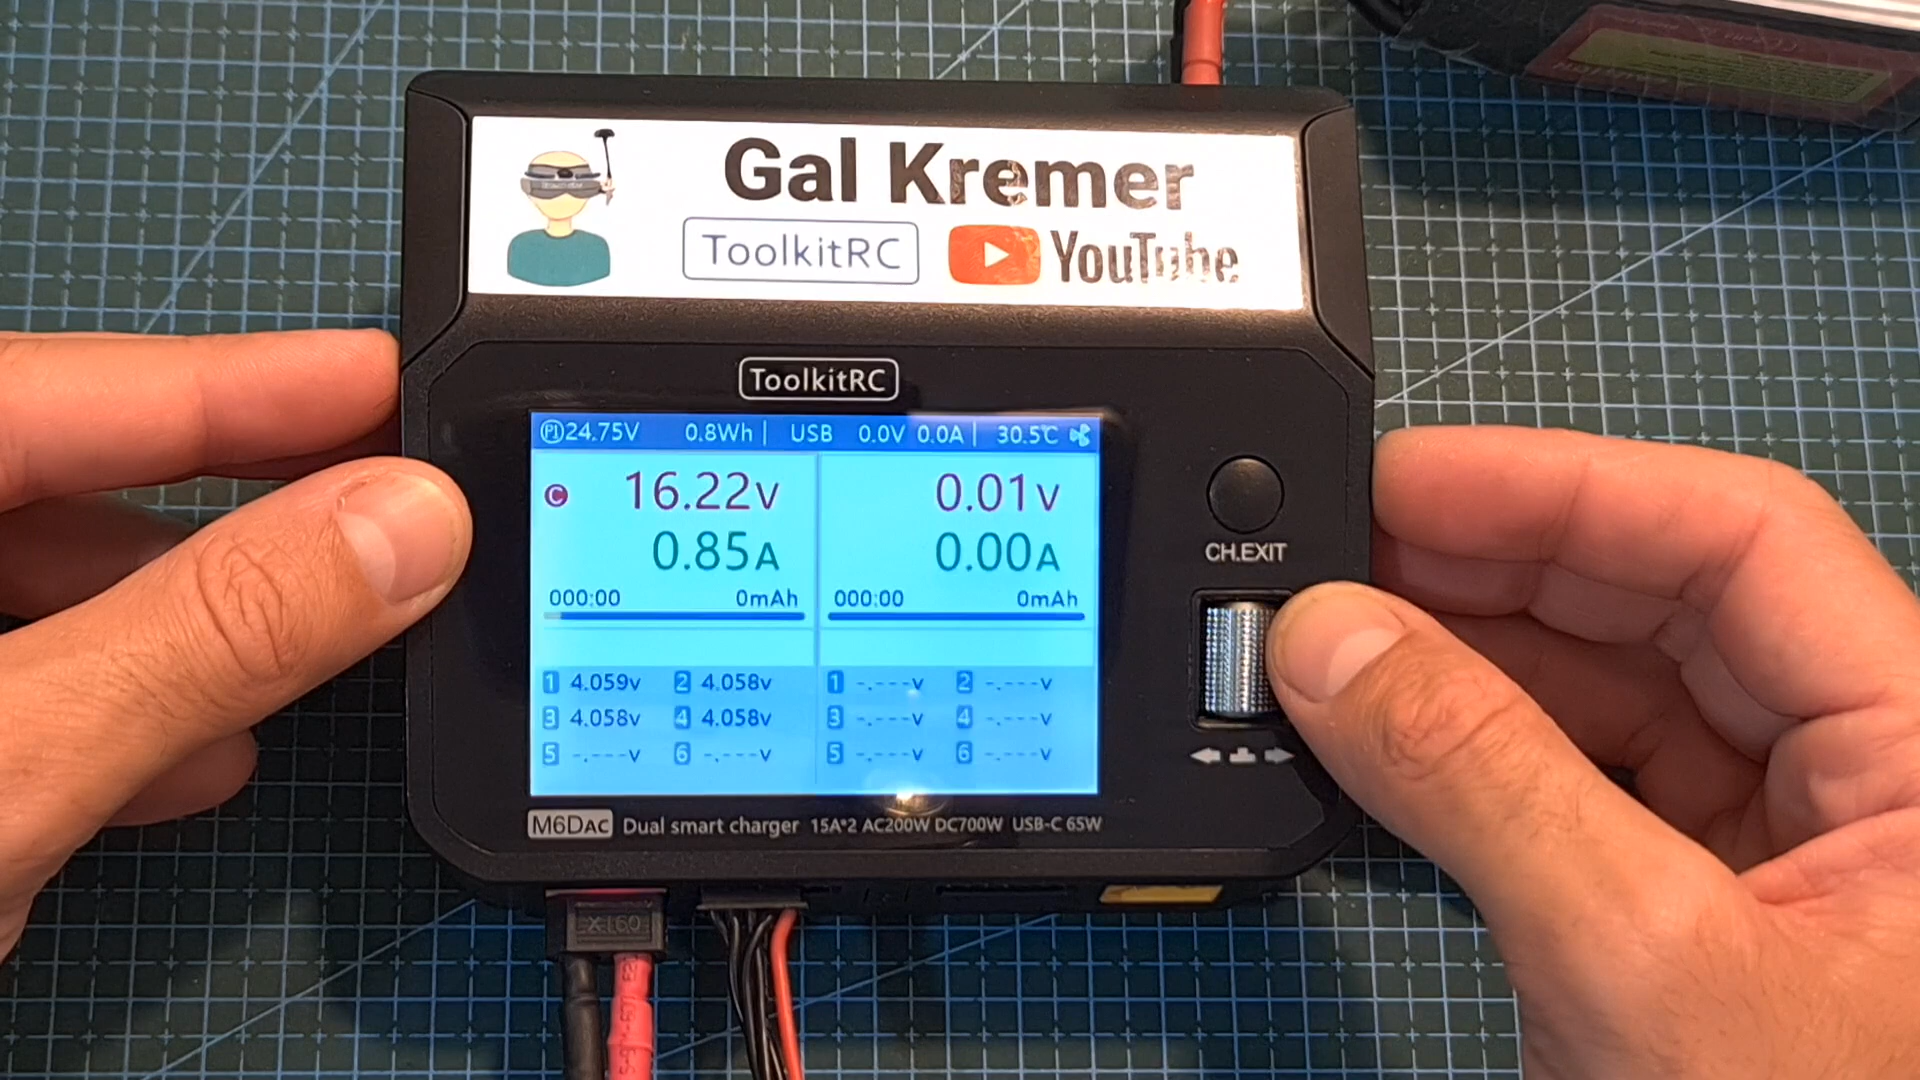 Gal Kremer
ToolkitRC YouTube
ToolkitRC
P1 24.75V 0.8Wh | USB 0.0V 0.0A | 30.5℃
C 16.22V 0.01V
0.85A 0.00A
000:00 0mAh 000:00 0mAh
1 4.059v 2 4.058v 1 -.---v 2 -.---v
3 4.058v 4 4.058v 3 -.---v 4 -.---v
5 -.---v 6 -.---v 5 -.---v 6 -.---v
CH.EXIT
M6DAC Dual smart charger 15A*2 AC200W DC700W USB-C 65W
XT60